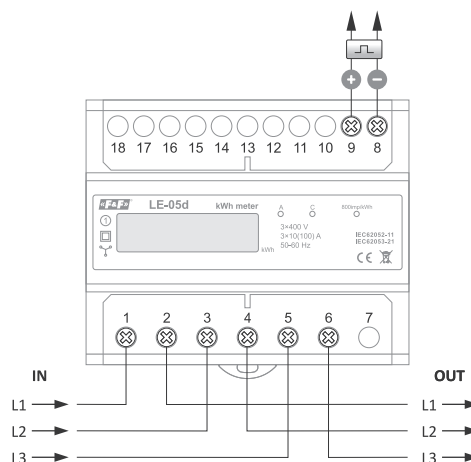 + −
18 17 16 15 14 13 12 11 10 9 8
F&F LE-05d kWh meter A C 800imp/kWh
1
3×400 V
3×10(100) A
50-60 Hz
IEC62052-11
IEC62053-21
kWh
CE
1 2 3 4 5 6 7
IN OUT
L1 L1
L2 L2
L3 L3